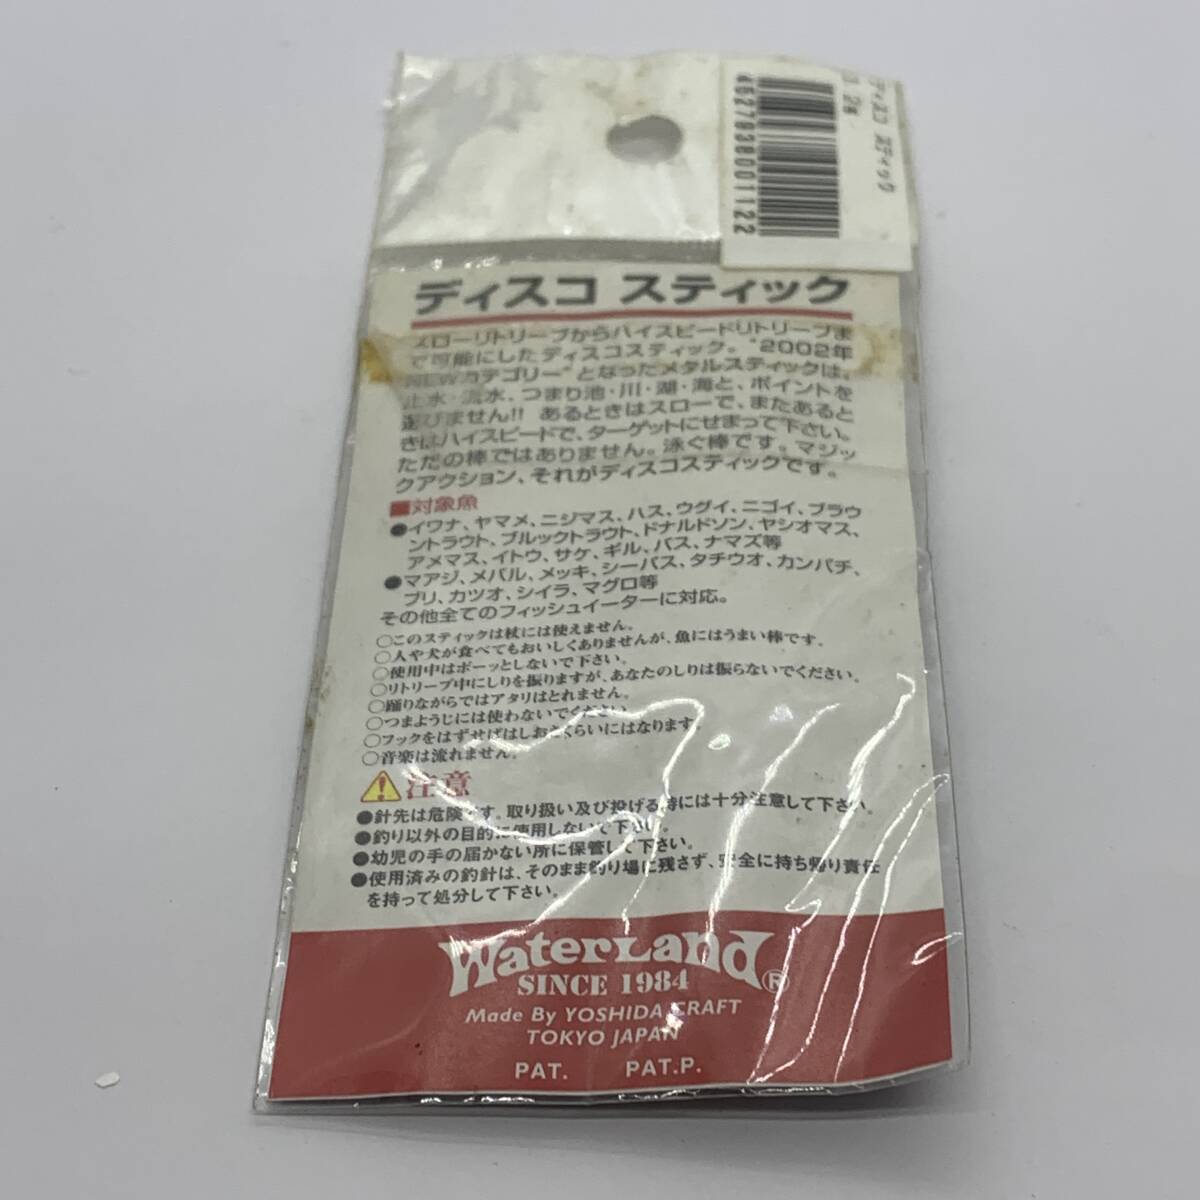 ディスコ スティック
4527938001122
ディスコ スティック
スローリトリーブからハイスピードリトリーブま
で可能にしたディスコスティック。"2002年
NEWカテゴリー"となったメタルスティックは、
止水・流水、つまり池・川・湖・海と、ポイントを
選びません!! あるときはスローで、またあると
きはハイスピードで、ターゲットにせまって下さい。
ただの棒ではありません。泳ぐ棒です。マジッ
クアクション、それがディスコスティックです。
■対象魚
●イワナ、ヤマメ、ニジマス、ハス、ウグイ、ニゴイ、ブラウ
ントラウト、ブルックトラウト、ドナルドソン、ヤシオマス、
アメマス、イトウ、サケ、ギル、バス、ナマズ等
●マアジ、メバル、メッキ、シーバス、タチウオ、カンパチ、
ブリ、カツオ、シイラ、マグロ等
その他全てのフィッシュイーターに対応。
○このスティックは杖には使えません。
○人や犬が食べてもおいしくありませんが、魚にはうまい棒です。
○使用中はボーッとしないで下さい。
○リトリーブ中にしりを振りますが、あなたのしりは振らないでください。
○踊りながらではアタリはとれません。
○つまようじには使わないでください。
○フックをはずせばはしおきくらいにはなります。
○音楽は流れません。
注意
●針先は危険です。取り扱い及び投げる時には十分注意して下さい。
●釣り以外の目的に使用しないで下さい。
●幼児の手の届かない所に保管して下さい。
●使用済みの釣針は、そのまま釣り場に残さず、安全に持ち帰り責任
を持って処分して下さい。
WaterLand®
SINCE 1984
Made By YOSHIDA CRAFT
TOKYO JAPAN
PAT. PAT.P.